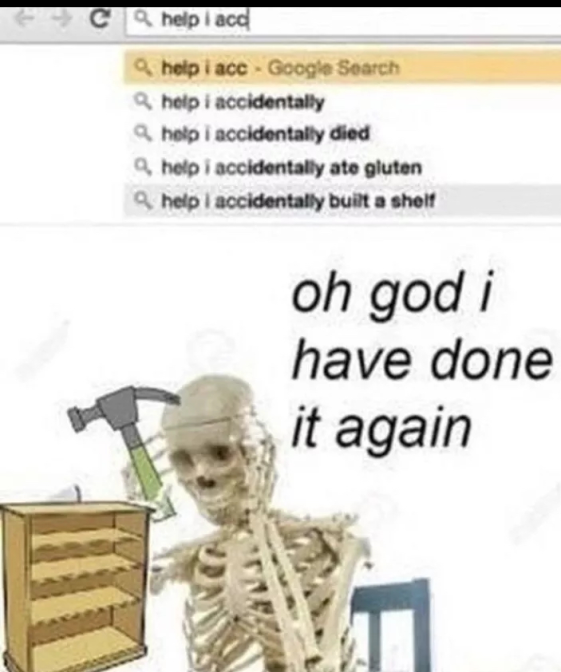 help i acc
help i acc - Google Search
help i accidentally
help i accidentally died
help i accidentally ate gluten
help i accidentally built a shelf
oh god i
have done
it again